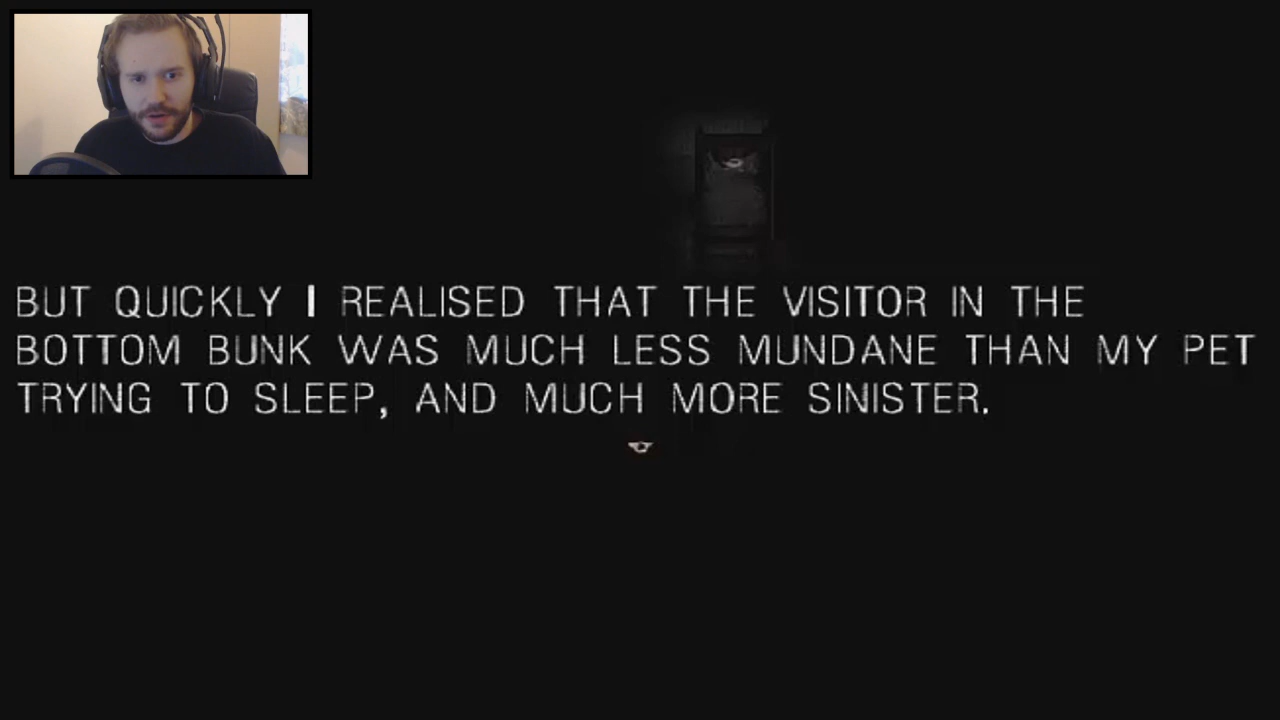 BUT QUICKLY I REALISED THAT THE VISITOR IN THE
BOTTOM BUNK WAS MUCH LESS MUNDANE THAN MY PET
TRYING TO SLEEP, AND MUCH MORE SINISTER.